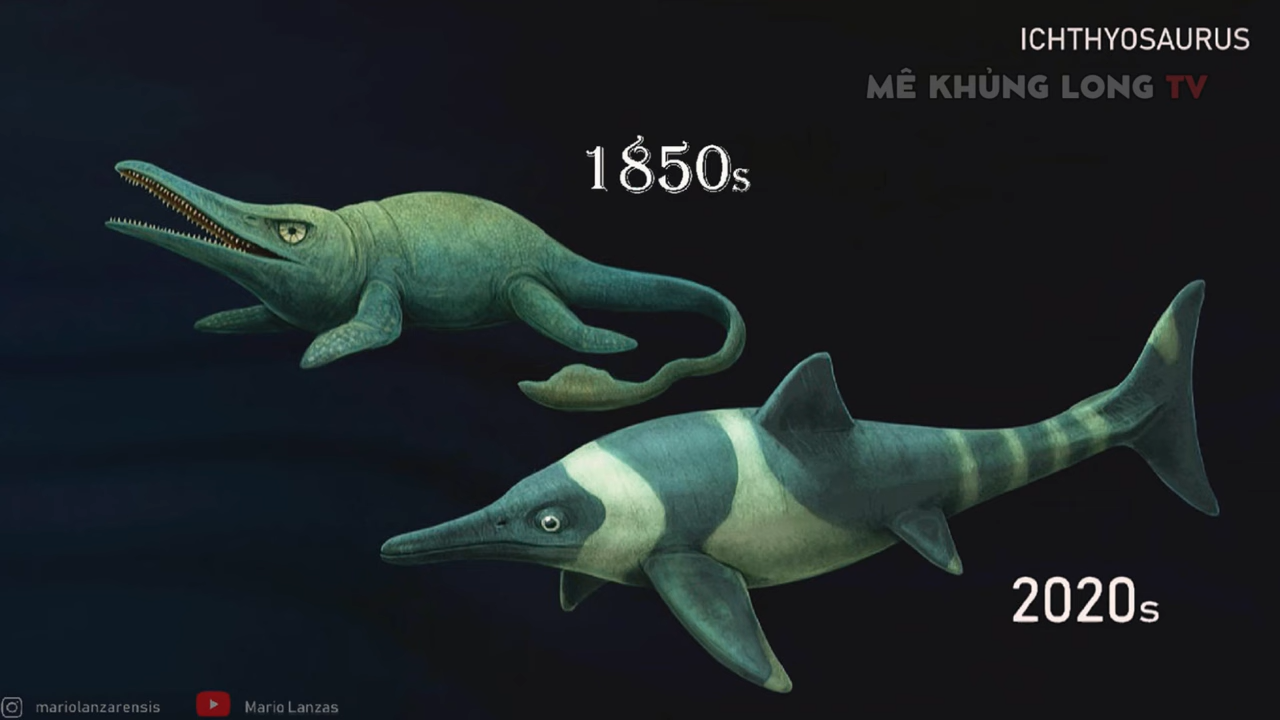 ICHTHYOSAURUS
MÊ KHỦNG LONG TV
1850s
2020s
mariolanzarensis
Mario Lanzas